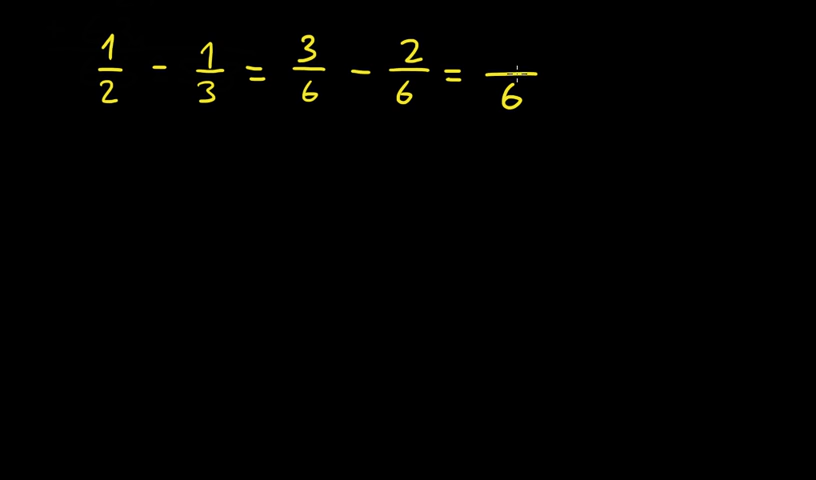 1/2 - 1/3 = 3/6 - 2/6 = /6